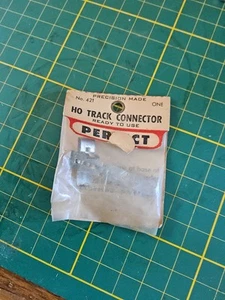 PRECISION MADE
No. 421 ONE
HO TRACK CONNECTOR
READY TO USE
PERFECT